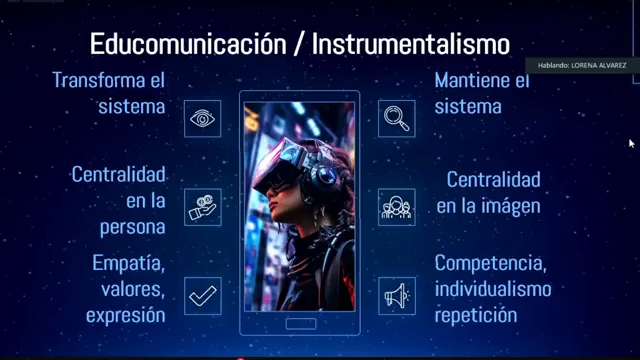 Educomunicación / Instrumentalismo
Hablando: LORENA ALVAREZ
Transforma el
sistema
Centralidad
en la
persona
Empatía,
valores,
expresión
Mantiene el
sistema
Centralidad
en la imágen
Competencia,
individualismo
repetición